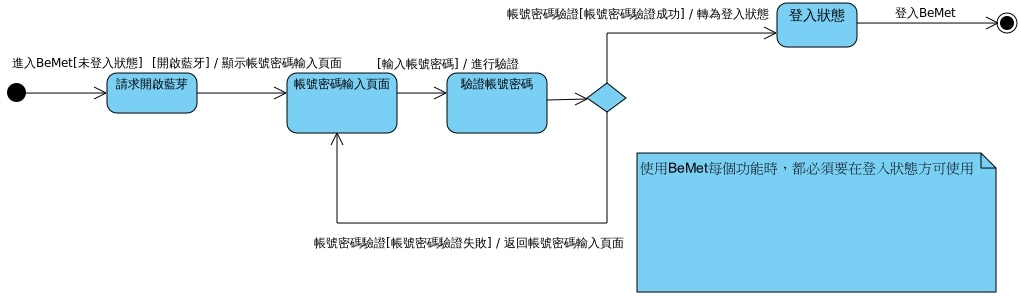 帳號密碼驗證[帳號密碼驗證成功] / 轉為登入狀態
登入狀態
登入BeMet
進入BeMet[未登入狀態]
[開啟藍牙] / 顯示帳號密碼輸入頁面
[輸入帳號密碼] / 進行驗證
請求開啟藍芽
帳號密碼輸入頁面
驗證帳號密碼
使用BeMet每個功能時，都必須要在登入狀態方可使用
帳號密碼驗證[帳號密碼驗證失敗] / 返回帳號密碼輸入頁面